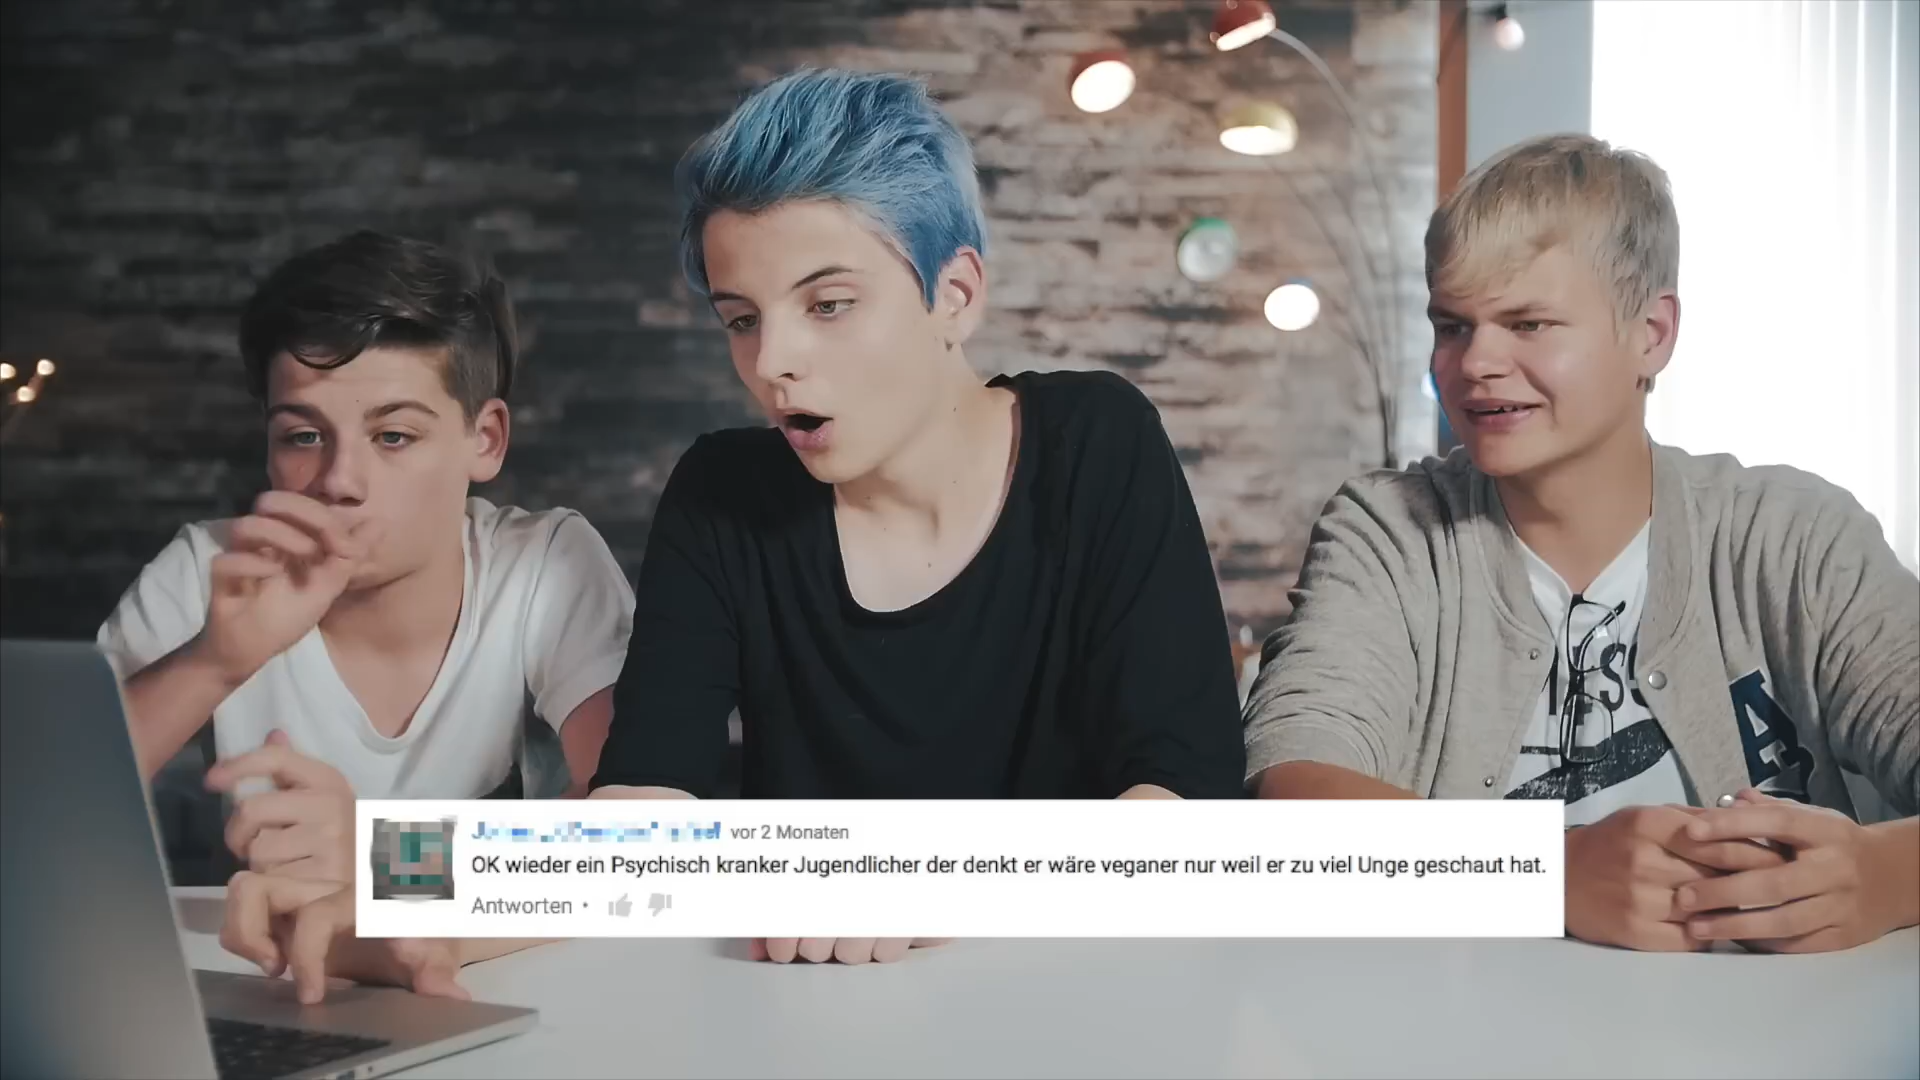 vor 2 Monaten
OK wieder ein Psychisch kranker Jugendlicher der denkt er wäre veganer nur weil er zu viel Unge geschaut hat.
Antworten •
A